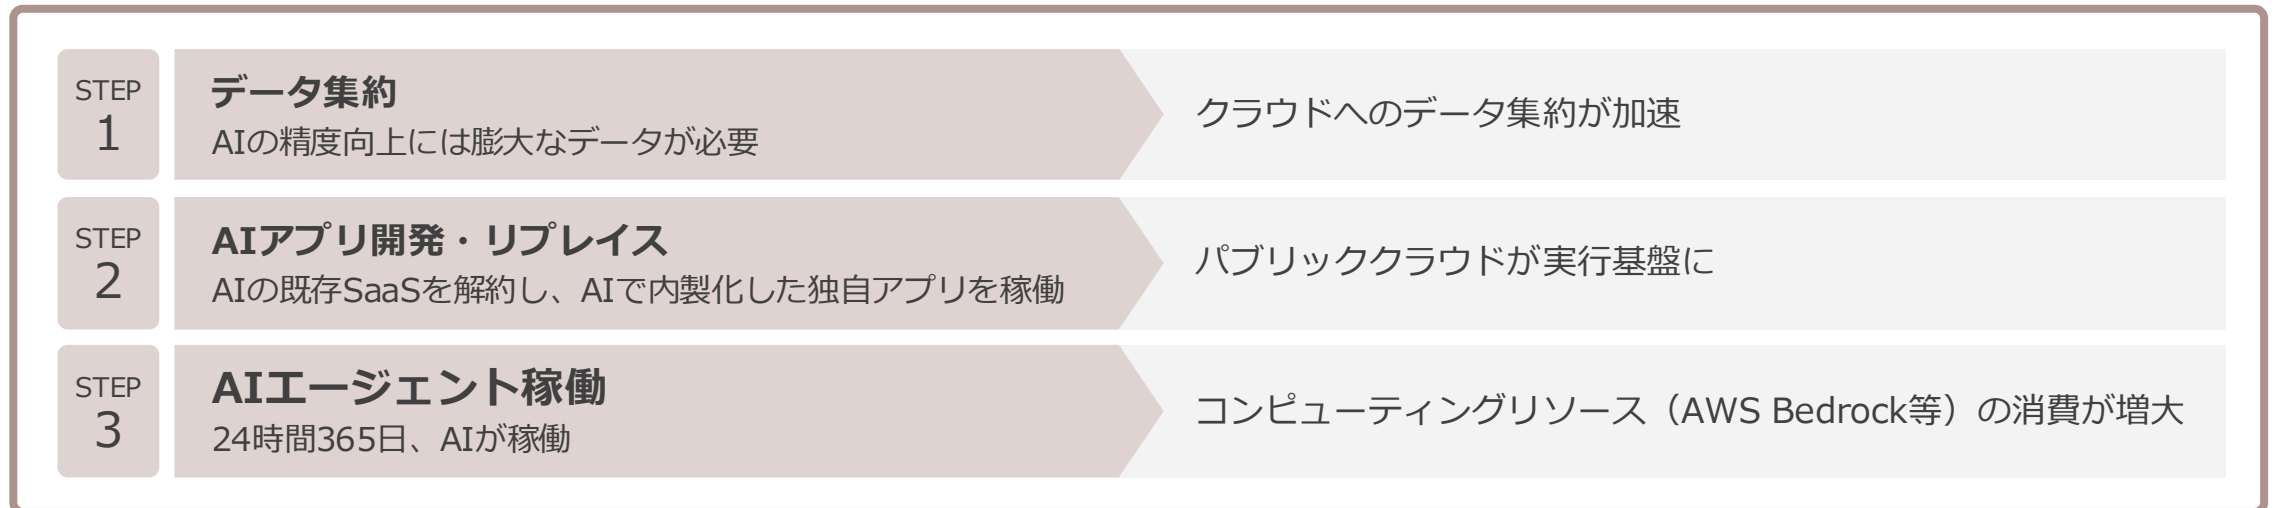 STEP
1
データ集約
AIの精度向上には膨大なデータが必要
クラウドへのデータ集約が加速
STEP
2
AIアプリ開発・リプレイス
AIの既存SaaSを解約し、AIで内製化した独自アプリを稼働
パブリッククラウドが実行基盤に
STEP
3
AIエージェント稼働
24時間365日、AIが稼働
コンピューティングリソース（AWS Bedrock等）の消費が増大